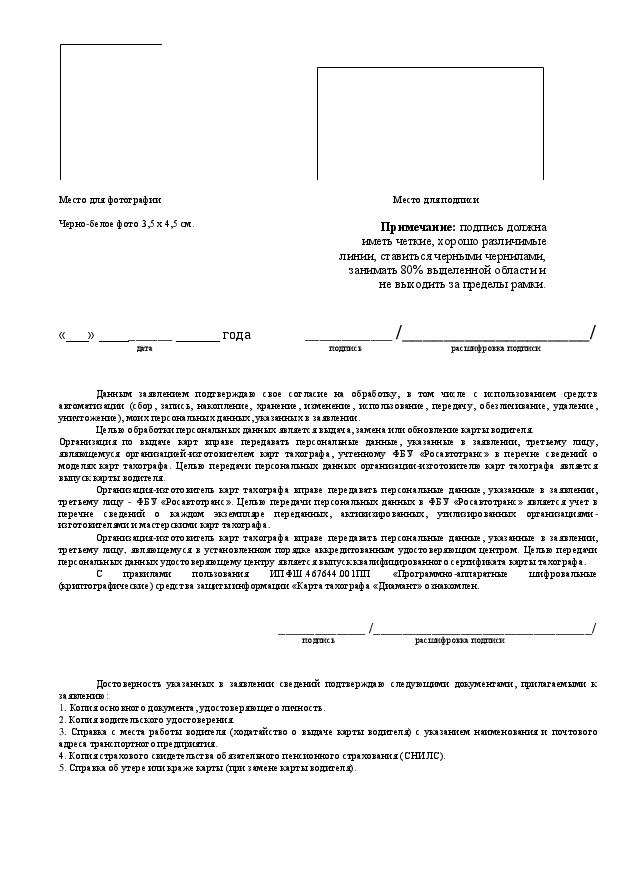 Место для фотографии
Место для подписи
Черно-белое фото 3,5 х 4,5 см.
Примечание: подпись должна
иметь четкие, хорошо различимые
линии, ставиться черными чернилами,
занимать 80% выделенной области и
не выходить за пределы рамки.
«___» __________ ______ года ____________ /__________________________/
дата подпись расшифровка подписи
Данным заявлением подтверждаю свое согласие на обработку, в том числе с использованием средств
автоматизации (сбор, запись, накопление, хранение, изменение, использование, передачу, обезличивание, удаление,
уничтожение), моих персональных данных, указанных в заявлении.
Целью обработки персональных данных является выдача, замена или обновление карты водителя.
Организация по выдаче карт вправе передавать персональные данные, указанные в заявлении, третьему лицу,
являющемуся организацией-изготовителем карт тахографа, учтенному ФБУ «Росавтотранс» в перечне сведений о
моделях карт тахографа. Целью передачи персональных данных организации-изготовителю карт тахографа является
выпуск карты водителя.
Организация-изготовитель карт тахографа вправе передавать персональные данные, указанные в заявлении,
третьему лицу - ФБУ «Росавтотранс». Целью передачи персональных данных в ФБУ «Росавтотранс» является учет в
перечне сведений о каждом экземпляре переданных, активизированных, утилизированных организациями-
изготовителями и мастерскими карт тахографа.
Организация-изготовитель карт тахографа вправе передавать персональные данные, указанные в заявлении,
третьему лицу, являющемуся в установленном порядке аккредитованным удостоверяющим центром. Целью передачи
персональных данных удостоверяющему центру является выпуск квалифицированного сертификата карты тахографа.
С правилами пользования ИПФШ.467644.001ПП «Программно-аппаратные шифровальные
(криптографические) средства защиты информации «Карта тахографа «Диамант» ознакомлен.
____________ /______________________________/
подпись расшифровка подписи
Достоверность указанных в заявлении сведений подтверждаю следующими документами, прилагаемыми к
заявлению:
1. Копия основного документа, удостоверяющего личность.
2. Копия водительского удостоверения.
3. Справка с места работы водителя (ходатайство о выдаче карты водителя) с указанием наименования и почтового
адреса транспортного предприятия.
4. Копия страхового свидетельства обязательного пенсионного страхования (СНИЛС).
5. Справка об утере или краже карты (при замене карты водителя).